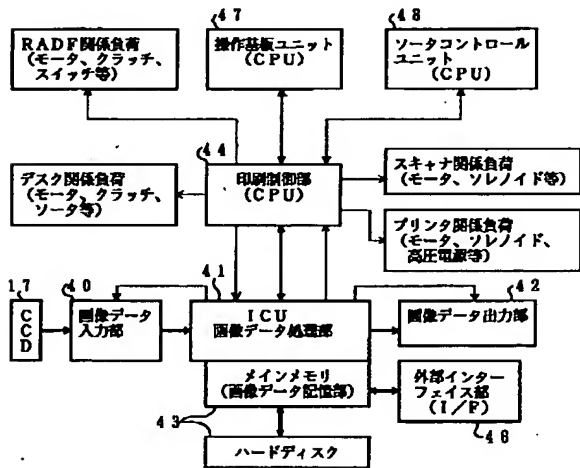 47
48
RADF関係負荷
(モータ、クラッチ、
スイッチ等)
操作基板ユニット
(CPU)
ソータコントロール
ユニット
(CPU)
44
デスク関係負荷
(モータ、クラッチ、
ソータ等)
印刷制御部
(CPU)
スキャナ関係負荷
(モータ、ソレノイド等)
プリンタ関係負荷
(モータ、ソレノイド、
高圧電源等)
17
40
41
42
CCD
画像データ
入力部
ICU
画像データ処理部
画像データ出力部
メインメモリ
(画像データ記憶部)
外部インター
フェイス部
(I/F)
43
46
ハードディスク